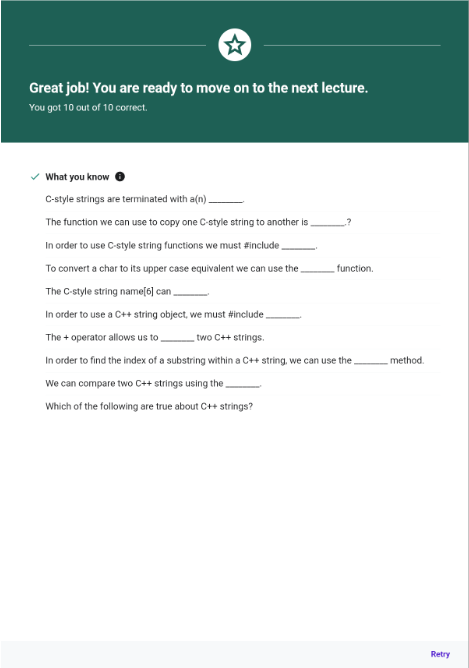 Great job! You are ready to move on to the next lecture.
You got 10 out of 10 correct.
What you know
C-style strings are terminated with a(n) _______.
The function we can use to copy one C-style string to another is _______.?
In order to use C-style string functions we must #include _______.
To convert a char to its upper case equivalent we can use the _______ function.
The C-style string name[6] can _______.
In order to use a C++ string object, we must #include _______.
The + operator allows us to _______ two C++ strings.
In order to find the index of a substring within a C++ string, we can use the _______ method.
We can compare two C++ strings using the _______.
Which of the following are true about C++ strings?
Retry